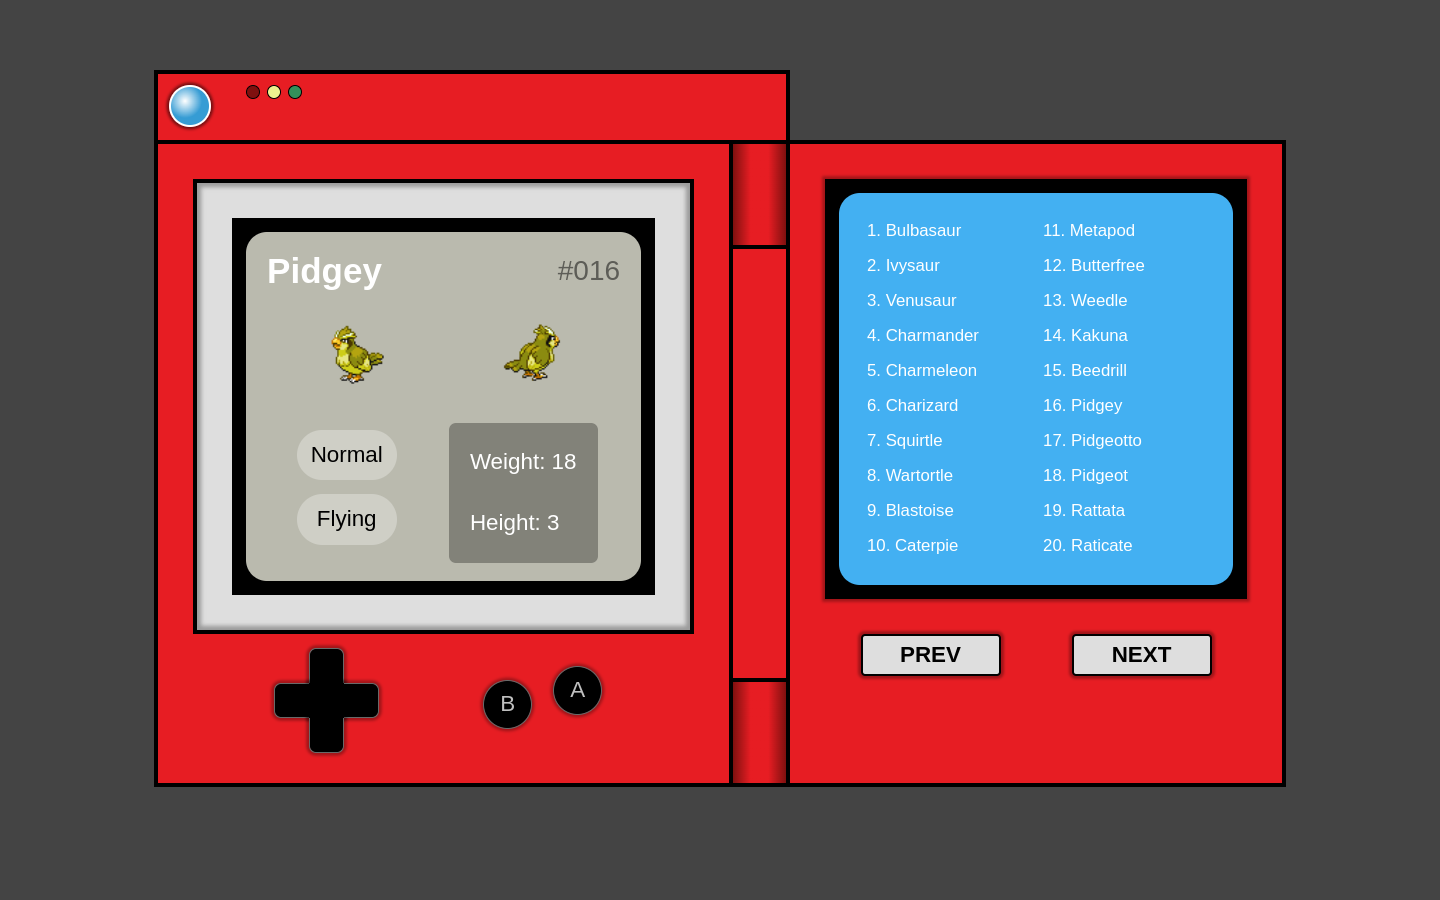 Pidgey
#016
Normal
Flying
Weight: 18
Height: 3
B
A
1. Bulbasaur
2. Ivysaur
3. Venusaur
4. Charmander
5. Charmeleon
6. Charizard
7. Squirtle
8. Wartortle
9. Blastoise
10. Caterpie
11. Metapod
12. Butterfree
13. Weedle
14. Kakuna
15. Beedrill
16. Pidgey
17. Pidgeotto
18. Pidgeot
19. Rattata
20. Raticate
PREV
NEXT